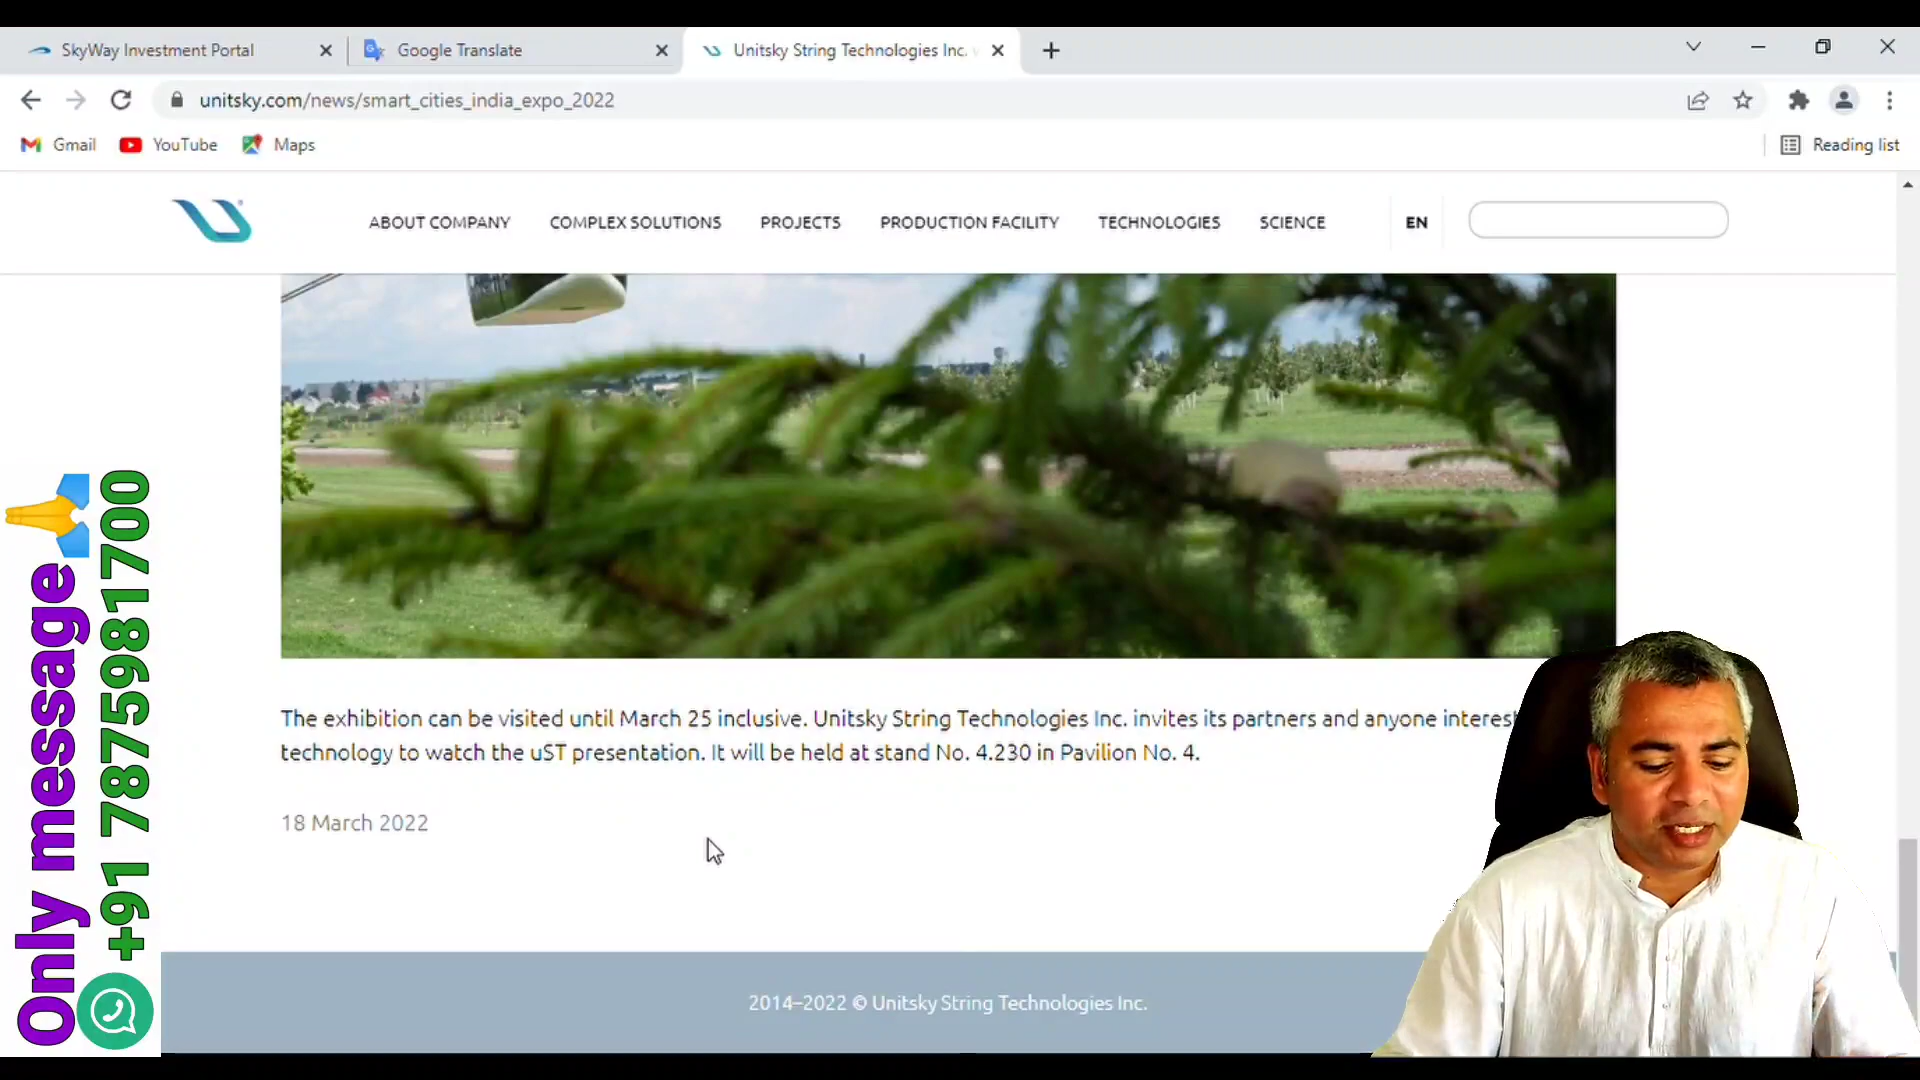 SkyWay Investment Portal
Google Translate
Unitsky String Technologies Inc.
unitsky.com/news/smart_cities_india_expo_2022
Gmail
YouTube
Maps
Reading list
ABOUT COMPANY
COMPLEX SOLUTIONS
PROJECTS
PRODUCTION FACILITY
TECHNOLOGIES
SCIENCE
EN
The exhibition can be visited until March 25 inclusive. Unitsky String Technologies Inc. invites its partners and anyone
technology to watch the uST presentation. It will be held at stand No. 4.230 in Pavilion No. 4.
18 March 2022
2014–2022 © Unitsky String Technologies Inc.
Only message
+91 7875981700